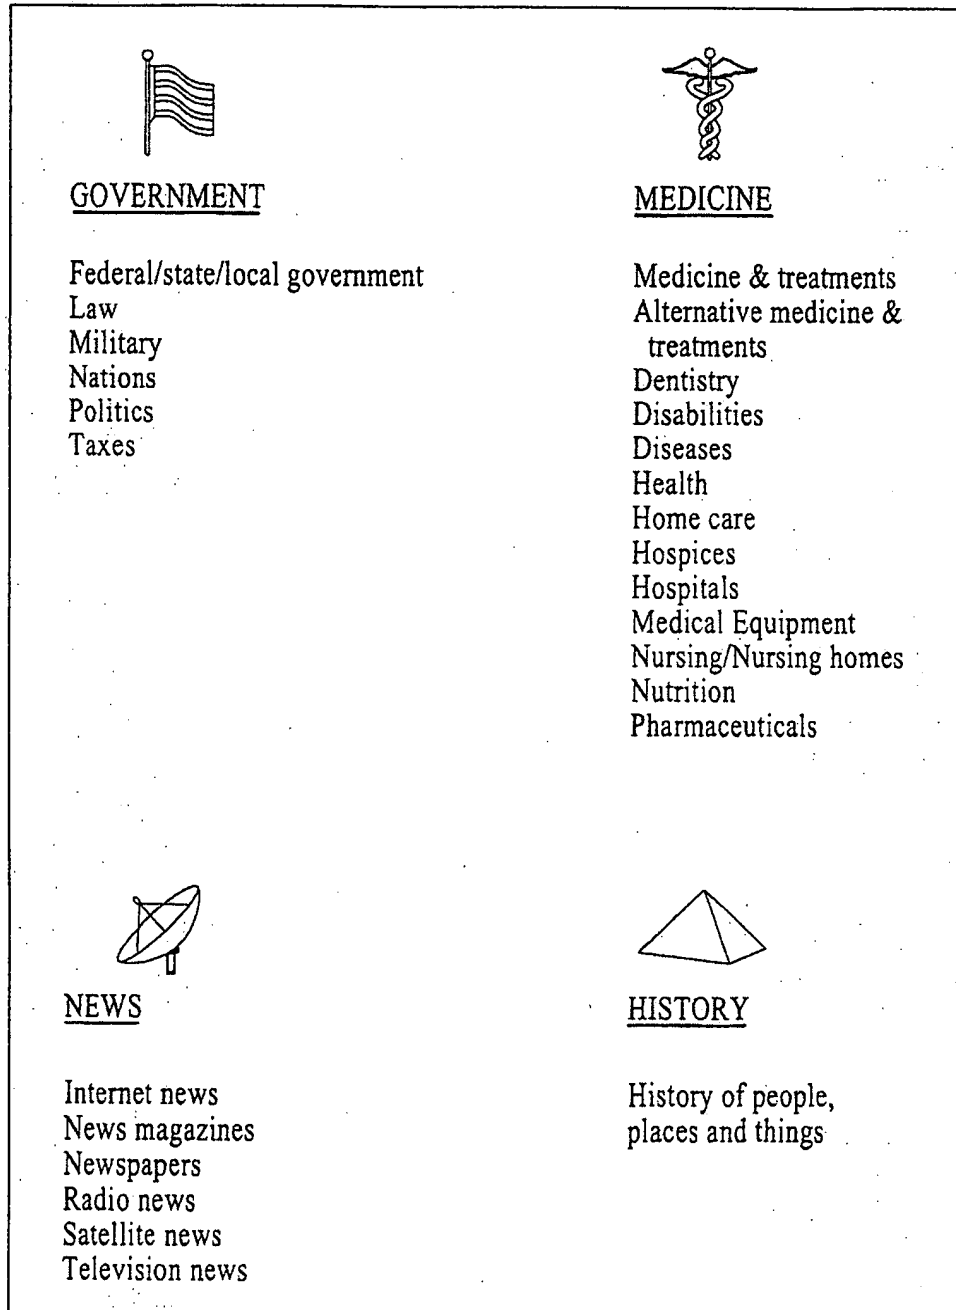 GOVERNMENT
Federal/state/local government
Law
Military
Nations
Politics
Taxes
MEDICINE
Medicine & treatments
Alternative medicine &
treatments
Dentistry
Disabilities
Diseases
Health
Home care
Hospices
Hospitals
Medical Equipment
Nursing/Nursing homes
Nutrition
Pharmaceuticals
NEWS
Internet news
News magazines
Newspapers
Radio news
Satellite news
Television news
HISTORY
History of people,
places and things